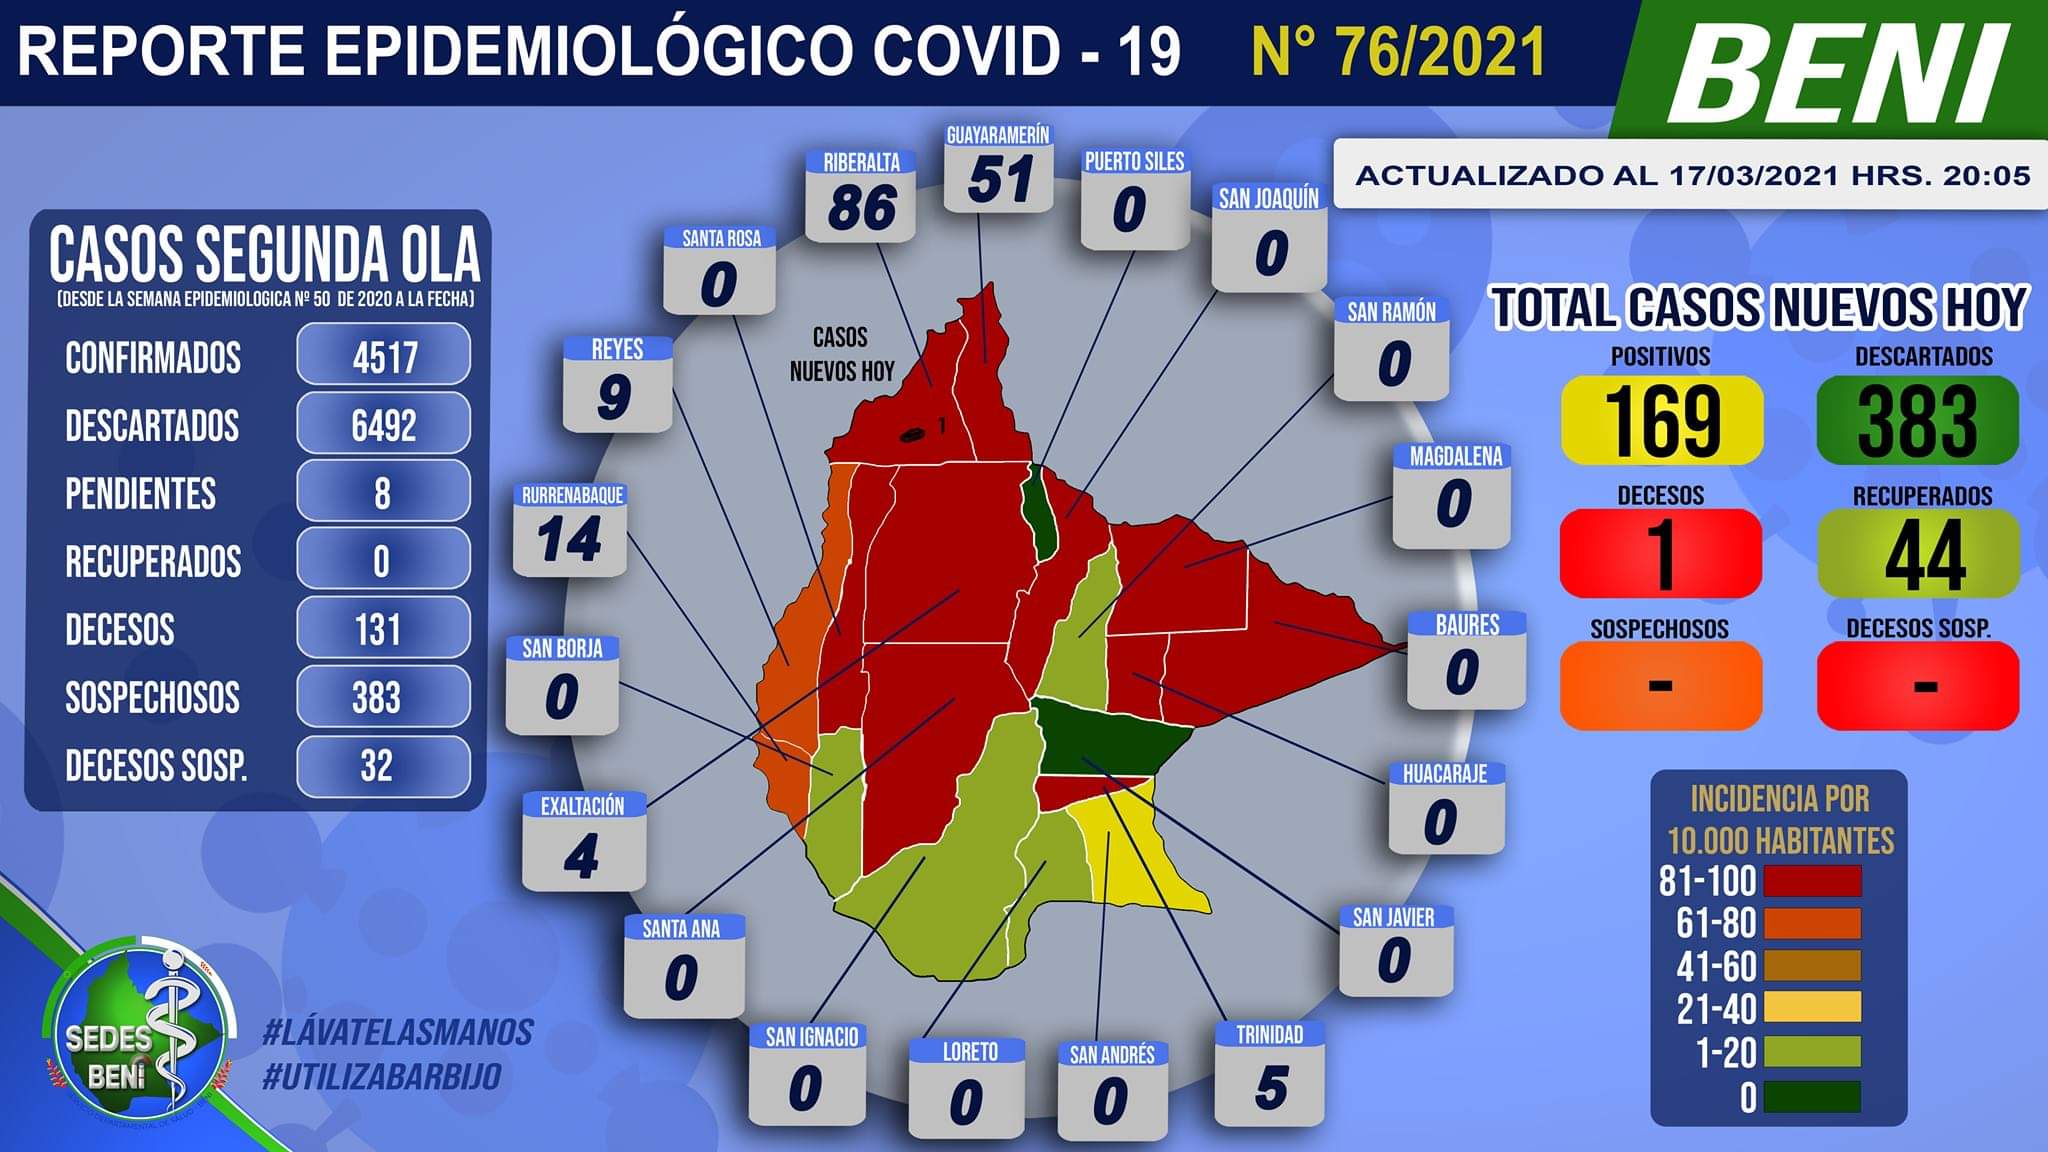 REPORTE EPIDEMIOLÓGICO COVID - 19 N° 76/2021
BENI
ACTUALIZADO AL 17/03/2021 HRS. 20:05
CASOS SEGUNDA OLA
(DESDE LA SEMANA EPIDEMIOLOGICA Nº 50 DE 2020 A LA FECHA)
CONFIRMADOS 4517
DESCARTADOS 6492
PENDIENTES 8
RECUPERADOS 0
DECESOS 131
SOSPECHOSOS 383
DECESOS SOSP. 32
CASOS
NUEVOS HOY
GUAYARAMERÍN
51
RIBERALTA
86
PUERTO SILES
0
SAN JOAQUÍN
0
SANTA ROSA
0
SAN RAMÓN
0
REYES
9
MAGDALENA
0
RURRENABAQUE
14
BAURES
0
SAN BORJA
0
HUACARAJE
0
EXALTACIÓN
4
SAN JAVIER
0
SANTA ANA
0
TRINIDAD
5
SAN IGNACIO
0
LORETO
0
SAN ANDRÉS
0
1
TOTAL CASOS NUEVOS HOY
POSITIVOS DESCARTADOS
169 383
DECESOS RECUPERADOS
1 44
SOSPECHOSOS DECESOS SOSP.
- -
INCIDENCIA POR
10.000 HABITANTES
81-100
61-80
41-60
21-40
1-20
0
SEDES
BENI
#LÁVATELASMANOS
#UTILIZABARBIJO